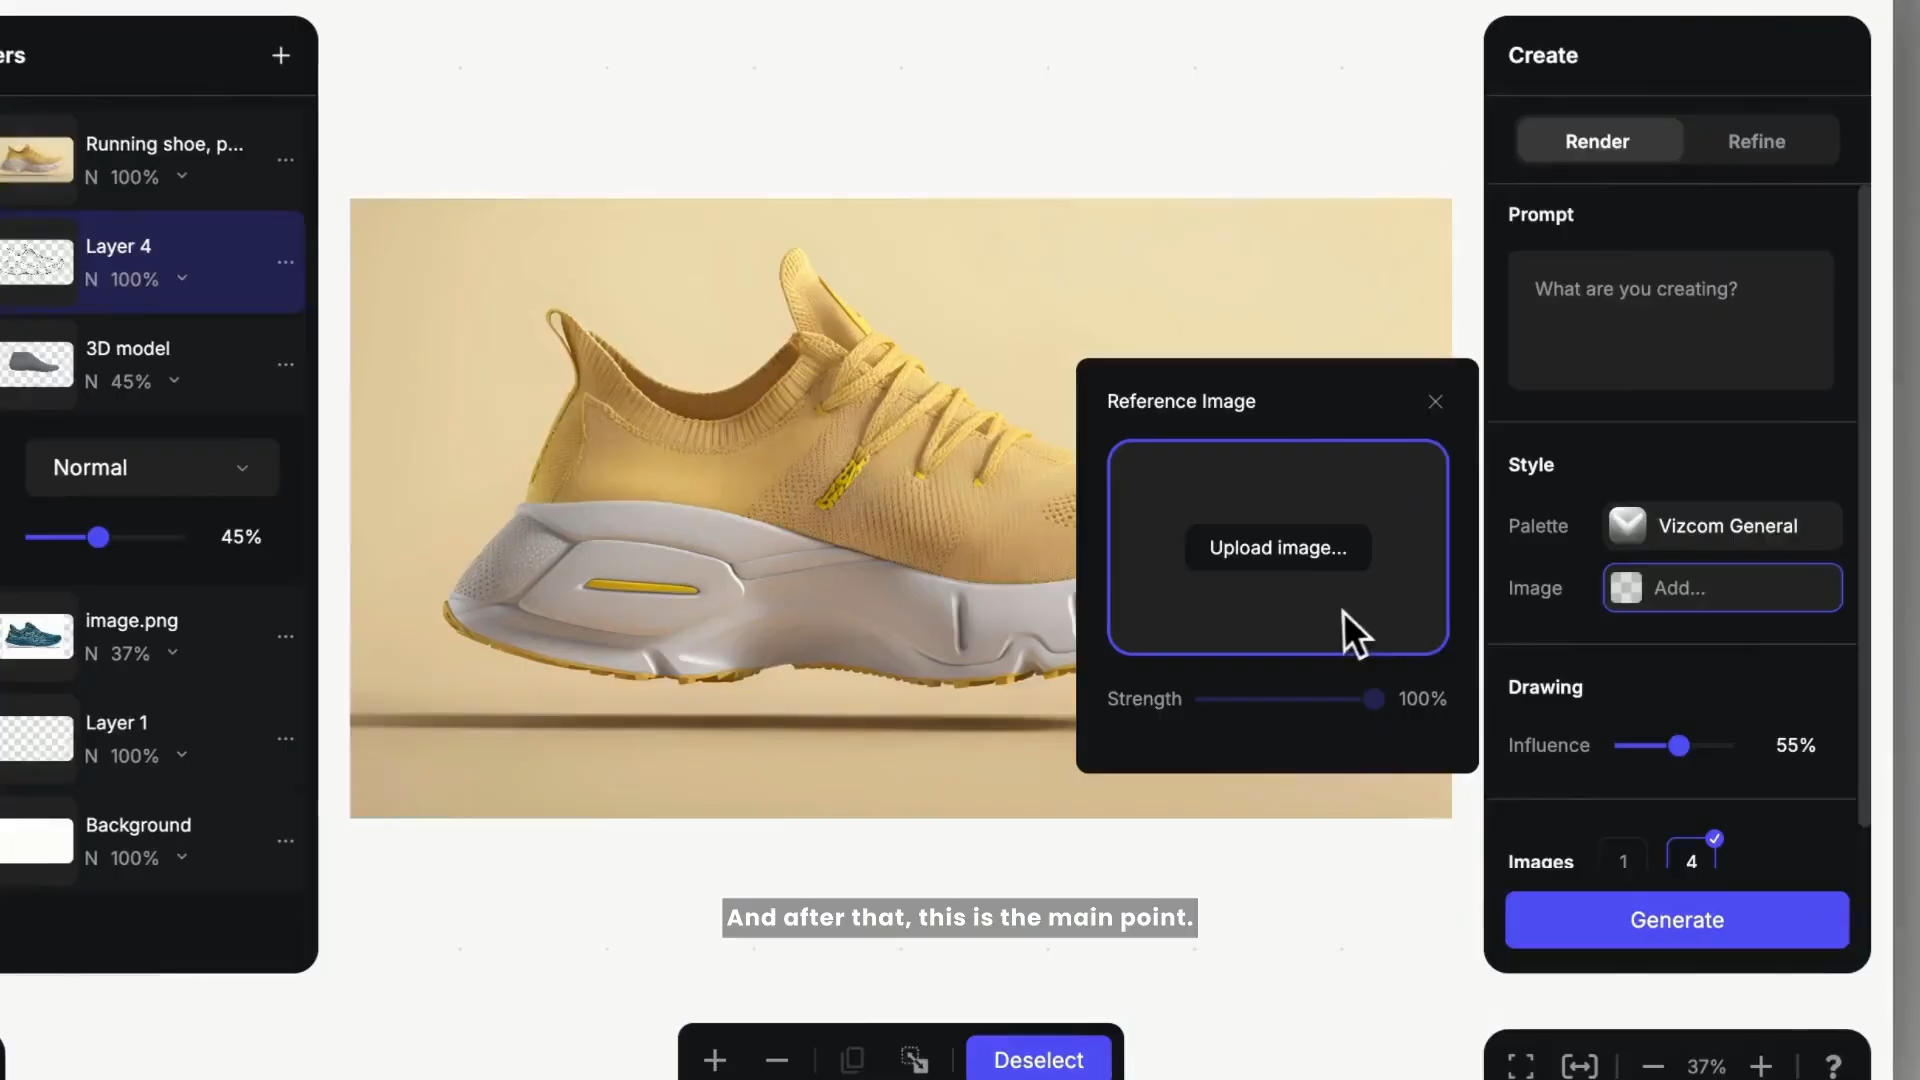 ers
Running shoe, p...
N 100%
Layer 4
N 100%
3D model
N 45%
Normal
45%
image.png
N 37%
Layer 1
N 100%
Background
N 100%
Reference Image
Upload image...
Strength 100%
And after that, this is the main point.
Deselect
Create
Render Refine
Prompt
What are you creating?
Style
Palette Vizcom General
Image Add...
Drawing
Influence 55%
Images 1 4
Generate
37% ?